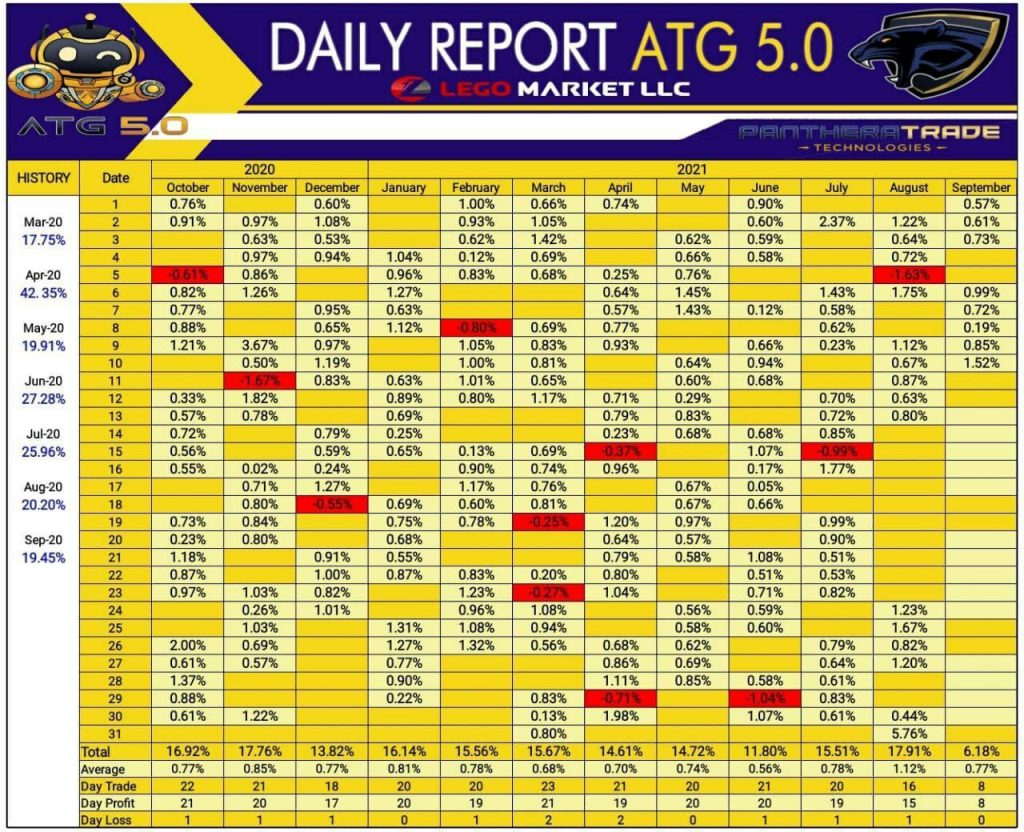 DAILY REPORT ATG 5.0
LEGO MARKET LLC
ATG 5.0
PANTHERATRADE
TECHNOLOGIES
HISTORY Date 2020 2021
October November December January February March April May June July August September
1 0.76% 0.60% 1.00% 0.66% 0.74% 0.90% 0.57%
Mar-20 2 0.91% 0.97% 1.08% 0.93% 1.05% 0.60% 2.37% 1.22% 0.61%
17.75% 3 0.63% 0.53% 0.62% 1.42% 0.62% 0.59% 0.64% 0.73%
4 0.97% 0.94% 1.04% 0.12% 0.69% 0.66% 0.58% 0.72%
Apr-20 5 -0.61% 0.86% 0.96% 0.83% 0.68% 0.25% 0.76% -1.63%
42. 35% 6 0.82% 1.26% 1.27% 0.64% 1.45% 1.43% 1.75% 0.99%
7 0.77% 0.95% 0.63% 0.57% 1.43% 0.12% 0.58% 0.72%
May-20 8 0.88% 0.65% 1.12% -0.80% 0.69% 0.77% 0.62% 0.19%
19.91% 9 1.21% 3.67% 0.97% 1.05% 0.83% 0.93% 0.66% 0.23% 1.12% 0.85%
10 0.50% 1.19% 1.00% 0.81% 0.64% 0.94% 0.67% 1.52%
Jun-20 11 -1.67% 0.83% 0.63% 1.01% 0.65% 0.60% 0.68% 0.87%
27.28% 12 0.33% 1.82% 0.89% 0.80% 1.17% 0.71% 0.29% 0.70% 0.63%
13 0.57% 0.78% 0.69% 0.79% 0.83% 0.72% 0.80%
Jul-20 14 0.72% 0.79% 0.25% 0.23% 0.68% 0.68% 0.85%
25.96% 15 0.56% 0.59% 0.65% 0.13% 0.69% -0.37% 1.07% -0.99%
16 0.55% 0.02% 0.24% 0.90% 0.74% 0.96% 0.17% 1.77%
Aug-20 17 0.71% 1.27% 1.17% 0.76% 0.67% 0.05%
20.20% 18 0.80% -0.55% 0.69% 0.60% 0.81% 0.67% 0.66%
19 0.73% 0.84% 0.75% 0.78% -0.25% 1.20% 0.97% 0.99%
Sep-20 20 0.23% 0.80% 0.68% 0.64% 0.57% 0.90%
19.45% 21 1.18% 0.91% 0.55% 0.79% 0.58% 1.08% 0.51%
22 0.87% 1.00% 0.87% 0.83% 0.20% 0.80% 0.51% 0.53%
23 0.97% 1.03% 0.82% 1.23% -0.27% 1.04% 0.71% 0.82%
24 0.26% 1.01% 0.96% 1.08% 0.56% 0.59% 1.23%
25 1.03% 1.31% 1.08% 0.94% 0.58% 0.60% 1.67%
26 2.00% 0.69% 1.27% 1.32% 0.56% 0.68% 0.62% 0.79% 0.82%
27 0.61% 0.57% 0.77% 0.86% 0.69% 0.64% 1.20%
28 1.37% 0.90% 1.11% 0.85% 0.58% 0.61%
29 0.88% 0.22% 0.83% -0.71% -1.04% 0.83%
30 0.61% 1.22% 0.13% 1.98% 1.07% 0.61% 0.44%
31 0.80% 5.76%
Total 16.92% 17.76% 13.82% 16.14% 15.56% 15.67% 14.61% 14.72% 11.80% 15.51% 17.91% 6.18%
Average 0.77% 0.85% 0.77% 0.81% 0.78% 0.68% 0.70% 0.74% 0.56% 0.78% 1.12% 0.77%
Day Trade 22 21 18 20 20 23 21 20 21 20 16 8
Day Profit 21 20 17 20 19 21 19 20 20 19 15 8
Day Loss 1 1 1 0 1 2 2 0 1 1 1 0